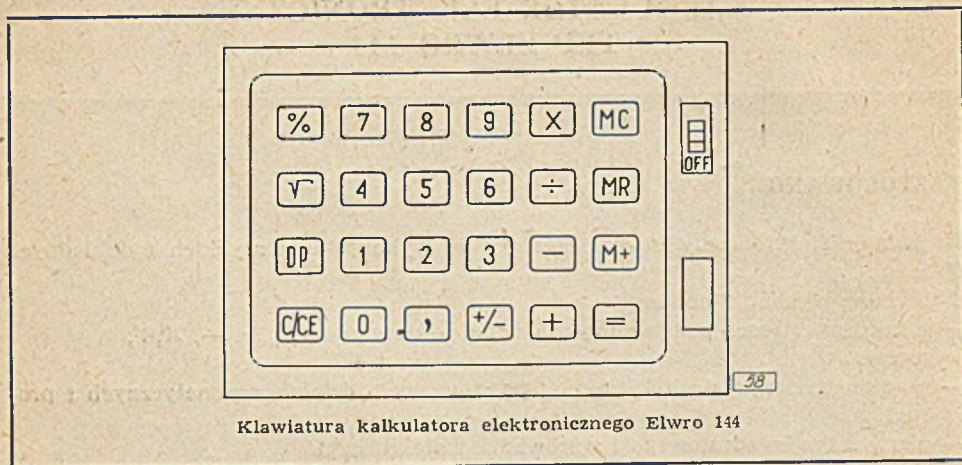 % 7 8 9 X MC
OFF
√ 4 5 6 ÷ MR
DP 1 2 3 — M+
C/CE 0 , +/− + =
58
Klawiatura kalkulatora elektronicznego Elwro 144